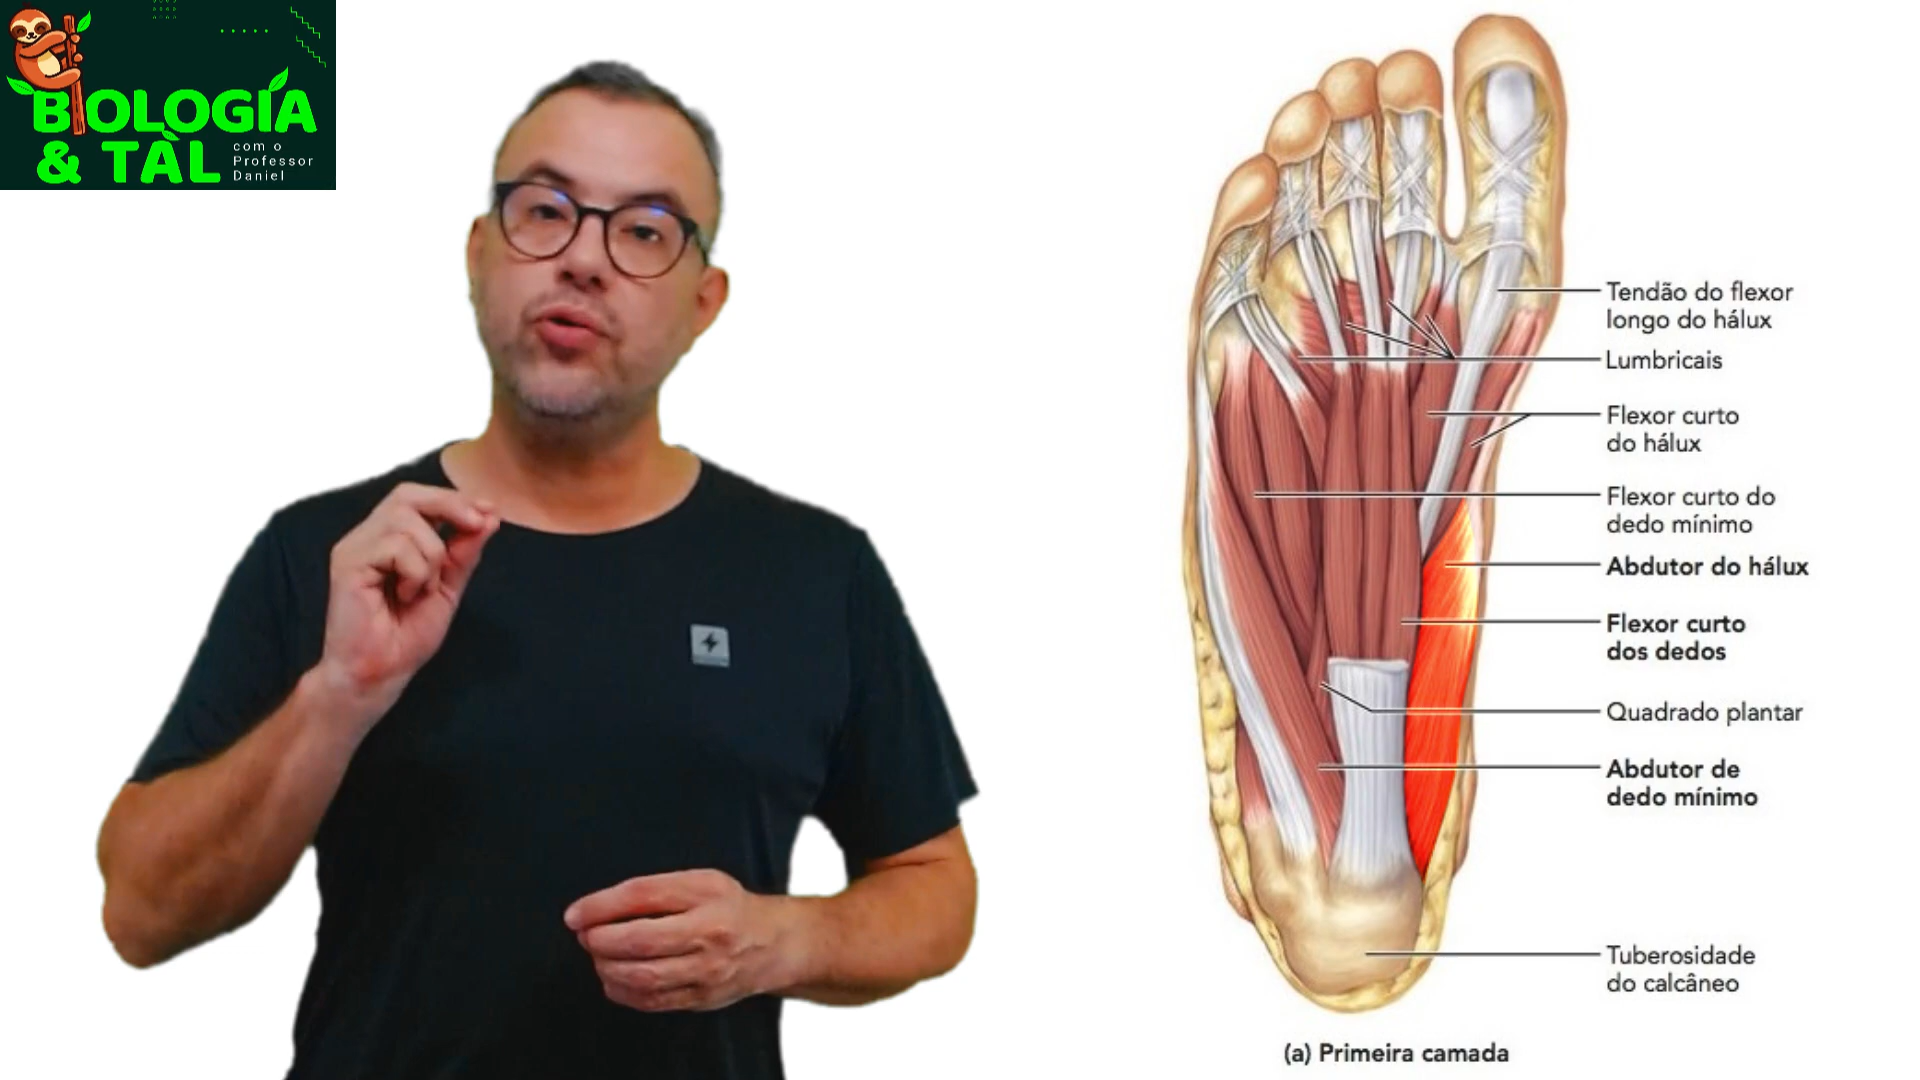 BIOLOGIA
& TAL
com o
Professor
Daniel
Tendão do flexor
longo do hálux
Lumbricais
Flexor curto
do hálux
Flexor curto do
dedo mínimo
Abdutor do hálux
Flexor curto
dos dedos
Quadrado plantar
Abdutor de
dedo mínimo
Tuberosidade
do calcâneo
(a) Primeira camada